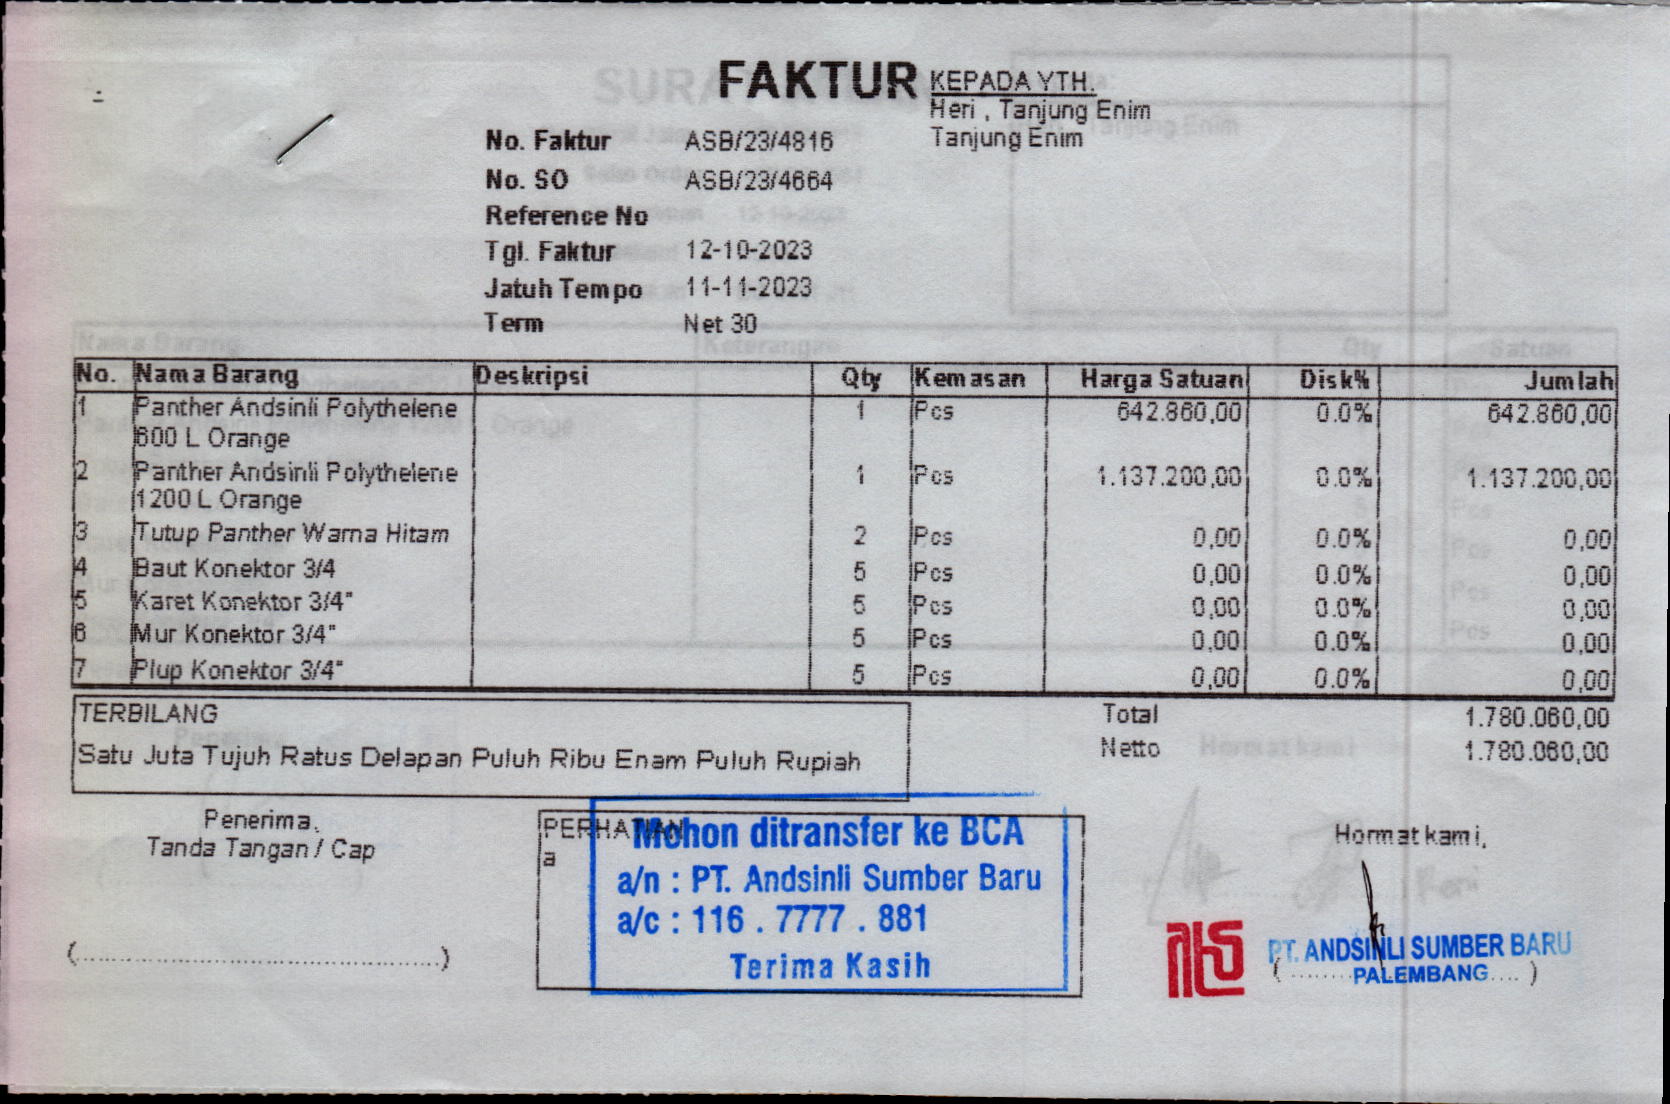 FAKTUR
KEPADA YTH.
Heri , Tanjung Enim
Tanjung Enim
No. Faktur ASB/23/4816
No. SO ASB/23/4664
Reference No
Tgl. Faktur 12-10-2023
Jatuh Tempo 11-11-2023
Term Net 30
No. Nama Barang Deskripsi Qty Kemasan Harga Satuan Disk% Jumlah
1 Panther Andsinli Polythelene 1 Pcs 642.860,00 0.0% 642.860,00
600 L Orange
2 Panther Andsinli Polythelene 1 Pcs 1.137.200,00 0.0% 1.137.200,00
1200 L Orange
3 Tutup Panther Warna Hitam 2 Pcs 0,00 0.0% 0,00
4 Baut Konektor 3/4 5 Pcs 0,00 0.0% 0,00
5 Karet Konektor 3/4" 5 Pcs 0,00 0.0% 0,00
6 Mur Konektor 3/4" 5 Pcs 0,00 0.0% 0,00
7 Plup Konektor 3/4" 5 Pcs 0,00 0.0% 0,00
TERBILANG
Satu Juta Tujuh Ratus Delapan Puluh Ribu Enam Puluh Rupiah
Total 1.780.060,00
Netto 1.780.060,00
Penerima,
Tanda Tangan / Cap
(............................................)
PERHATIAN
a
Mohon ditransfer ke BCA
a/n : PT. Andsinli Sumber Baru
a/c : 116 . 7777 . 881
Terima Kasih
Hormat kami,
PT. ANDSINLI SUMBER BARU
PALEMBANG